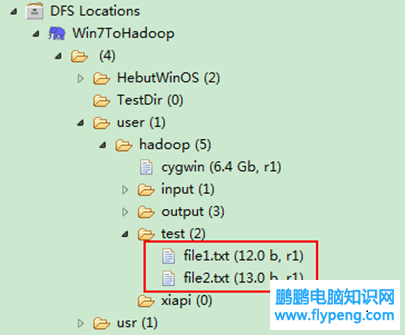 DFS Locations
Win7ToHadoop
(4)
HebutWinOS (2)
TestDir (0)
user (1)
hadoop (5)
cygwin (6.4 Gb, r1)
input (1)
output (3)
test (2)
file1.txt (12.0 b, r1)
file2.txt (13.0 b, r1)
xiapi (0)
usr (1)
鹏鹏电脑知识网
www.flypeng.com